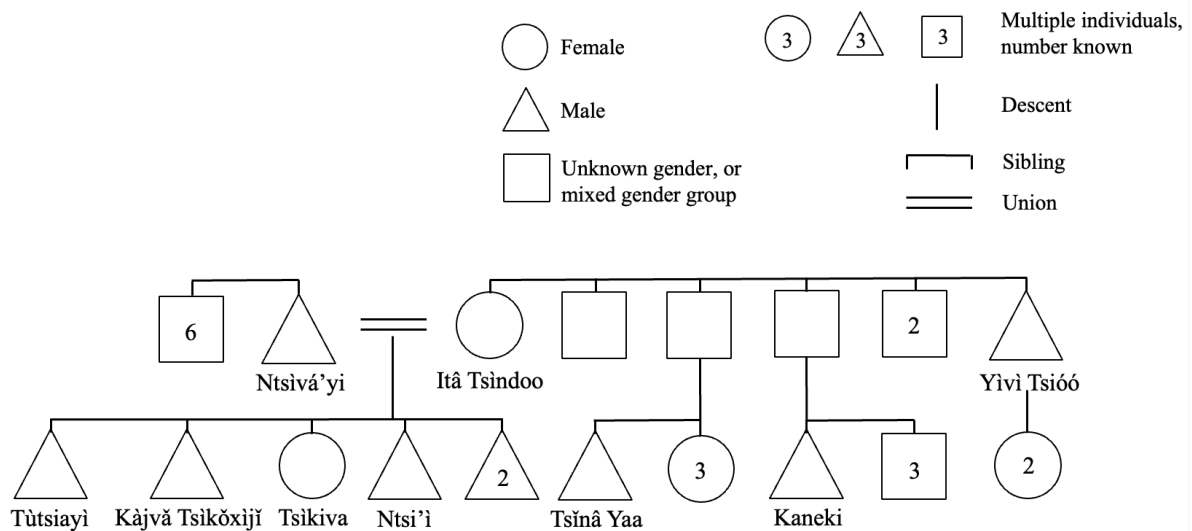 Female
Male
Unknown gender, or
mixed gender group
3 3 3
Multiple individuals,
number known
Descent
Sibling
Union
6
2
Ntsìvá’yi
Itâ Tsìndoo
Yìvì Tsióó
2
3
3
2
Tùtsiayì
Kàjvǎ Tsìkǒxìjǐ
Tsìkiva
Ntsi’ì
Tsǐnâ Yaa
Kaneki